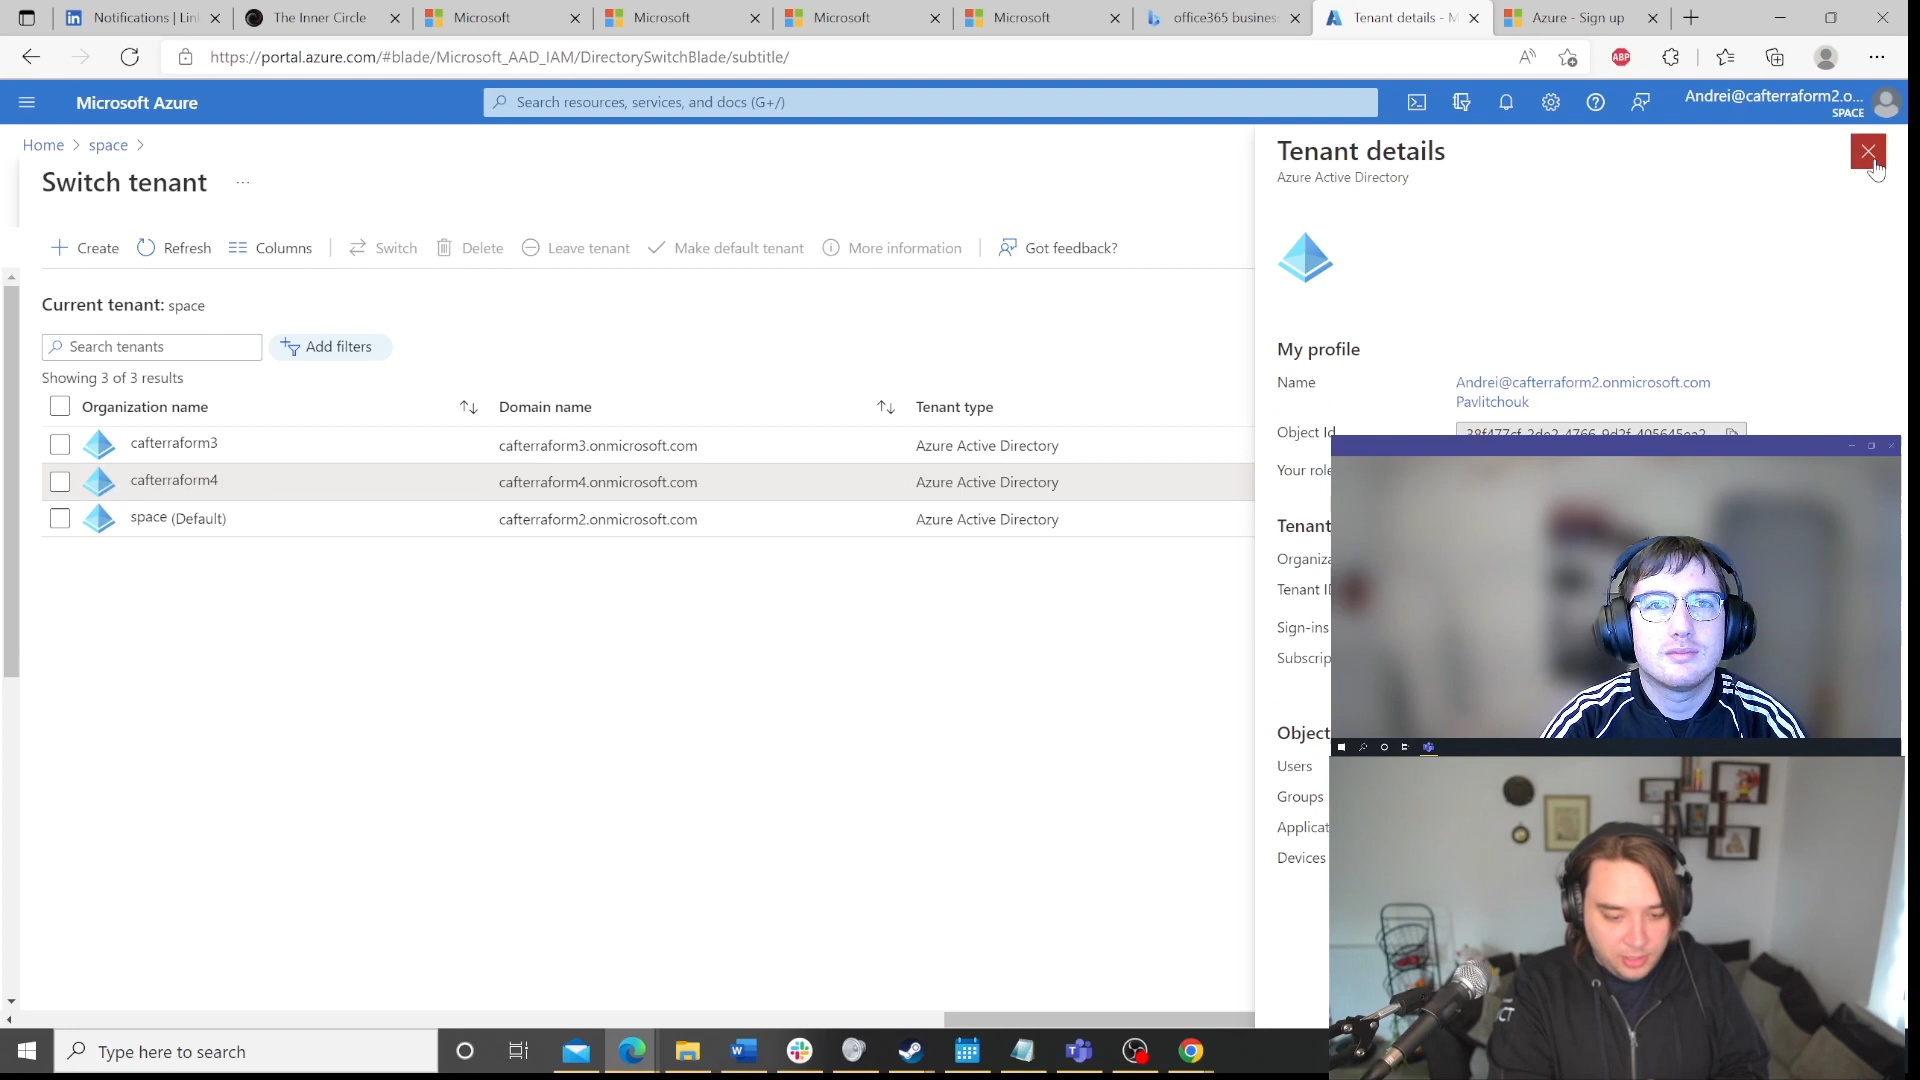 Notifications | Lin
The Inner Circle
Microsoft
Microsoft
Microsoft
Microsoft
office365 busines
Tenant details - M
Azure - Sign up
https://portal.azure.com/#blade/Microsoft_AAD_IAM/DirectorySwitchBlade/subtitle/
ABP
Microsoft Azure
Search resources, services, and docs (G+/)
Andrei@cafterraform2.o...
SPACE
Home > space >
Switch tenant ...
Create Refresh Columns Switch Delete Leave tenant Make default tenant More information Got feedback?
Current tenant: space
Search tenants
Add filters
Showing 3 of 3 results
Organization name Domain name Tenant type
cafterraform3 cafterraform3.onmicrosoft.com Azure Active Directory
cafterraform4 cafterraform4.onmicrosoft.com Azure Active Directory
space (Default) cafterraform2.onmicrosoft.com Azure Active Directory
Tenant details
Azure Active Directory
My profile
Name Andrei@cafterraform2.onmicrosoft.com
Pavlitchouk
Object Id
Your role
Tenant
Organiza
Tenant ID
Sign-ins
Subscrip
Object
Users
Groups
Applicat
Devices
Type here to search